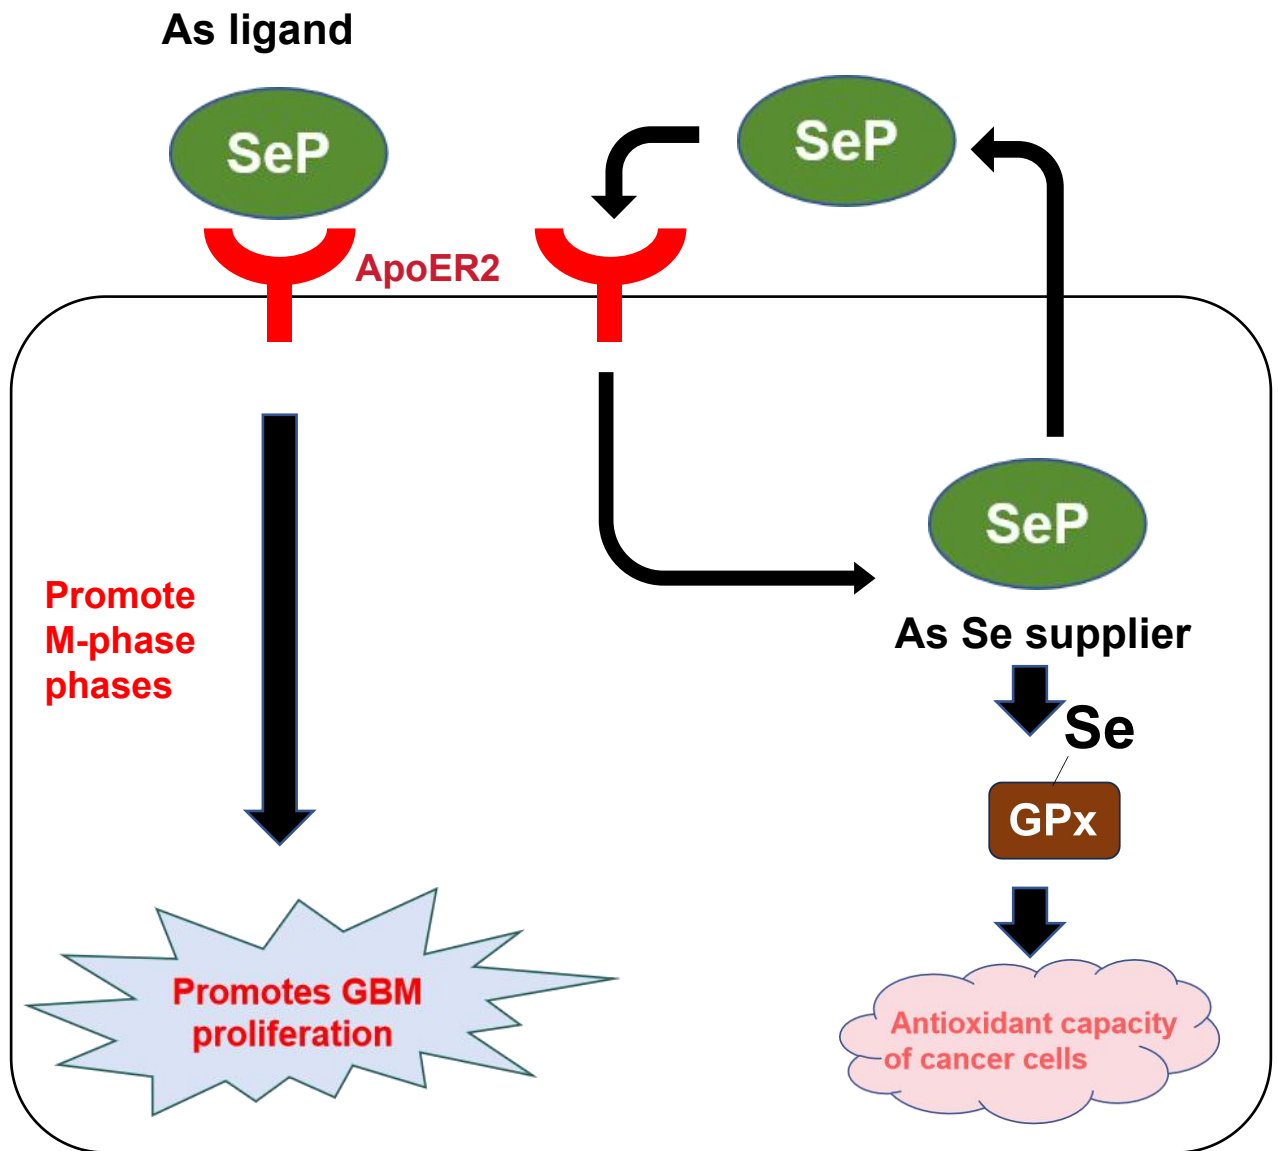 As ligand
SeP
SeP
ApoER2
SeP
As Se supplier
Promote
M-phase
phases
Se
GPx
Promotes GBM
proliferation
Antioxidant capacity
of cancer cells